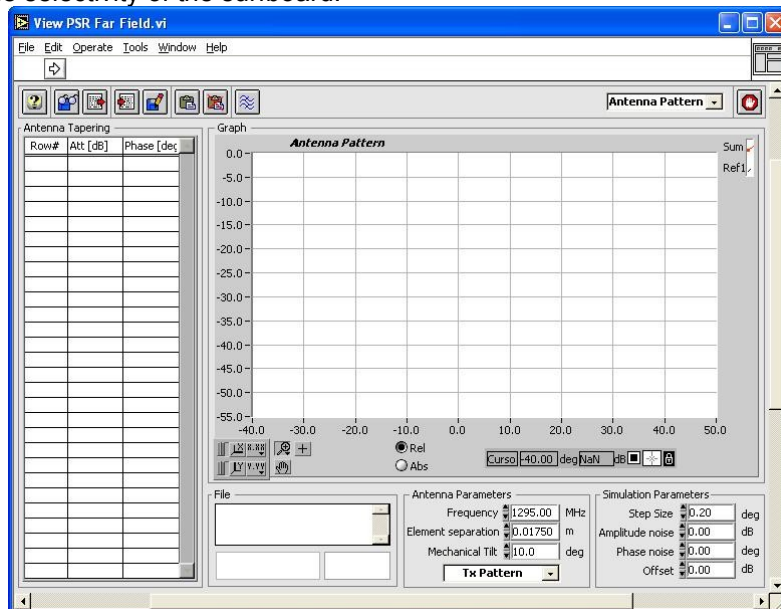 View PSR Far Field.vi
File Edit Operate Tools Window Help
Antenna Pattern
Antenna Tapering
Row# Att [dB] Phase [deg
Graph
Antenna Pattern
Sum
Ref1
0.0
-5.0
-10.0
-15.0
-20.0
-25.0
-30.0
-35.0
-40.0
-45.0
-50.0
-55.0
-40.0 -30.0 -20.0 -10.0 0.0 10.0 20.0 30.0 40.0 50.0
Rel
Abs
Curso -40.00 deg NaN dB
File
Antenna Parameters
Frequency 1295.00 MHz
Element separation 0.01750 m
Mechanical Tilt 10.0 deg
Tx Pattern
Simulation Parameters
Step Size 0.20 deg
Amplitude noise 0.00 dB
Phase noise 0.00 deg
Offset 0.00 dB